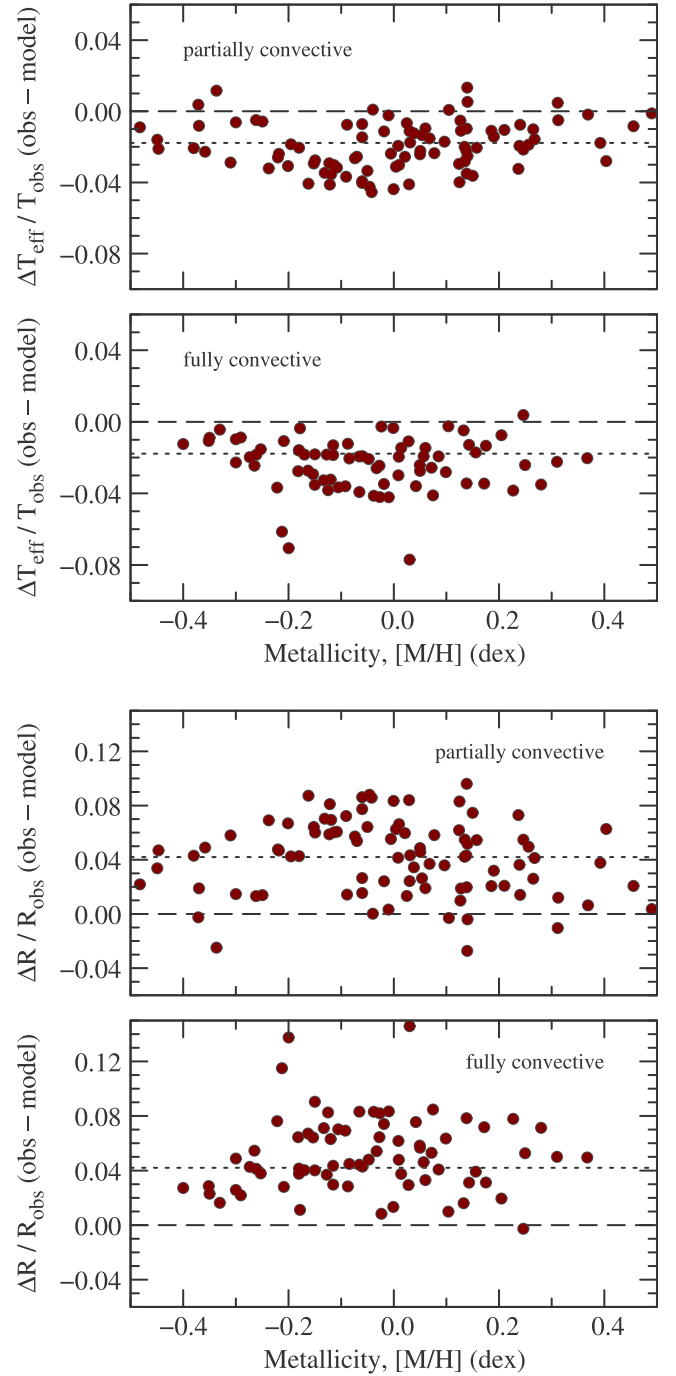 partially convective
0.04
0.00
−0.04
−0.08
ΔT_eff / T_obs (obs − model)
fully convective
0.04
0.00
−0.04
−0.08
ΔT_eff / T_obs (obs − model)
−0.4 −0.2 0.0 0.2 0.4
Metallicity, [M/H] (dex)
partially convective
0.12
0.08
0.04
0.00
−0.04
ΔR / R_obs (obs − model)
fully convective
0.12
0.08
0.04
0.00
−0.04
ΔR / R_obs (obs − model)
−0.4 −0.2 0.0 0.2 0.4
Metallicity, [M/H] (dex)